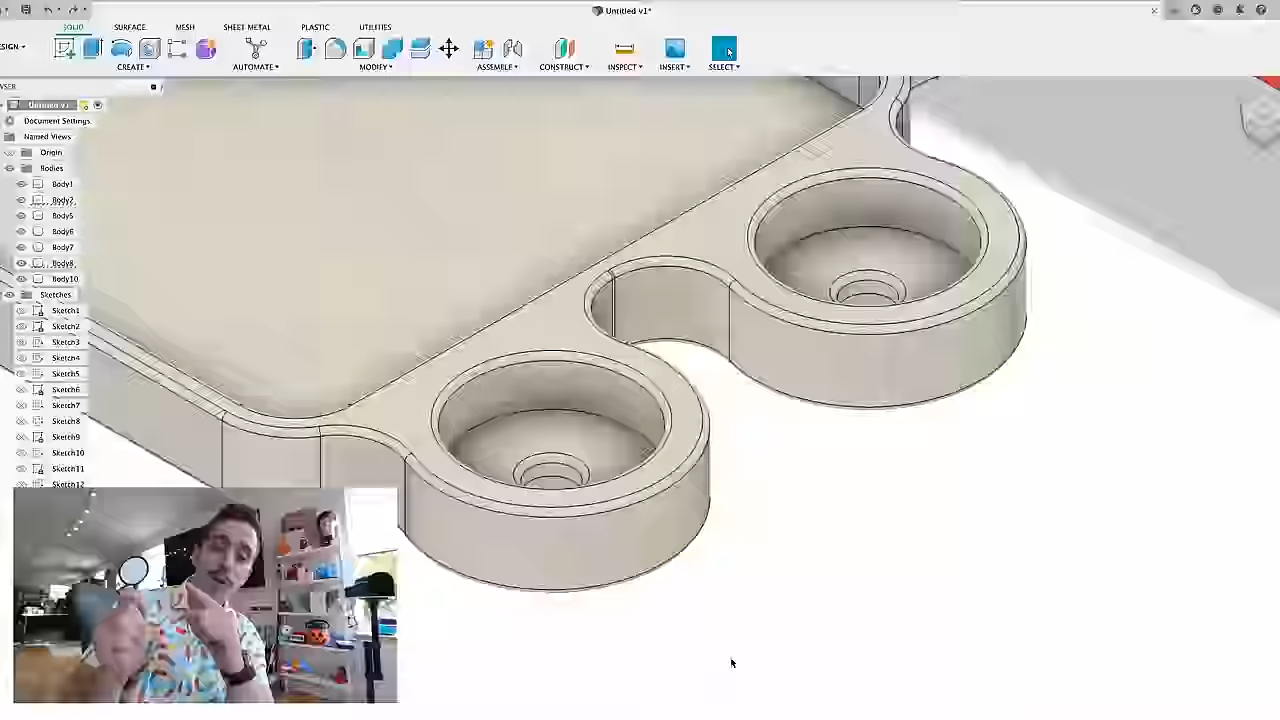 Untitled v1*
SOLID SURFACE MESH SHEET METAL PLASTIC UTILITIES
CREATE AUTOMATE MODIFY ASSEMBLE CONSTRUCT INSPECT INSERT SELECT
Untitled v1
Document Settings
Named Views
Origin
Bodies
Body1
Body2
Body5
Body6
Body7
Body8
Body10
Sketches
Sketch1
Sketch2
Sketch3
Sketch4
Sketch5
Sketch6
Sketch7
Sketch8
Sketch9
Sketch10
Sketch11
Sketch12